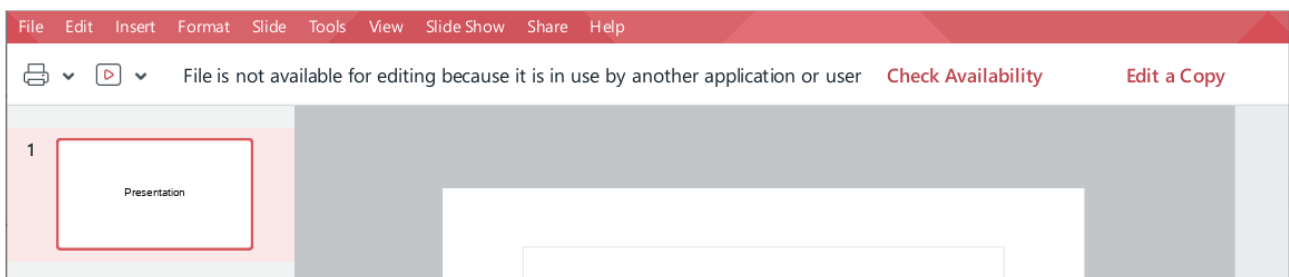 File Edit Insert Format Slide Tools View Slide Show Share Help
File is not available for editing because it is in use by another application or user Check Availability Edit a Copy
1
Presentation